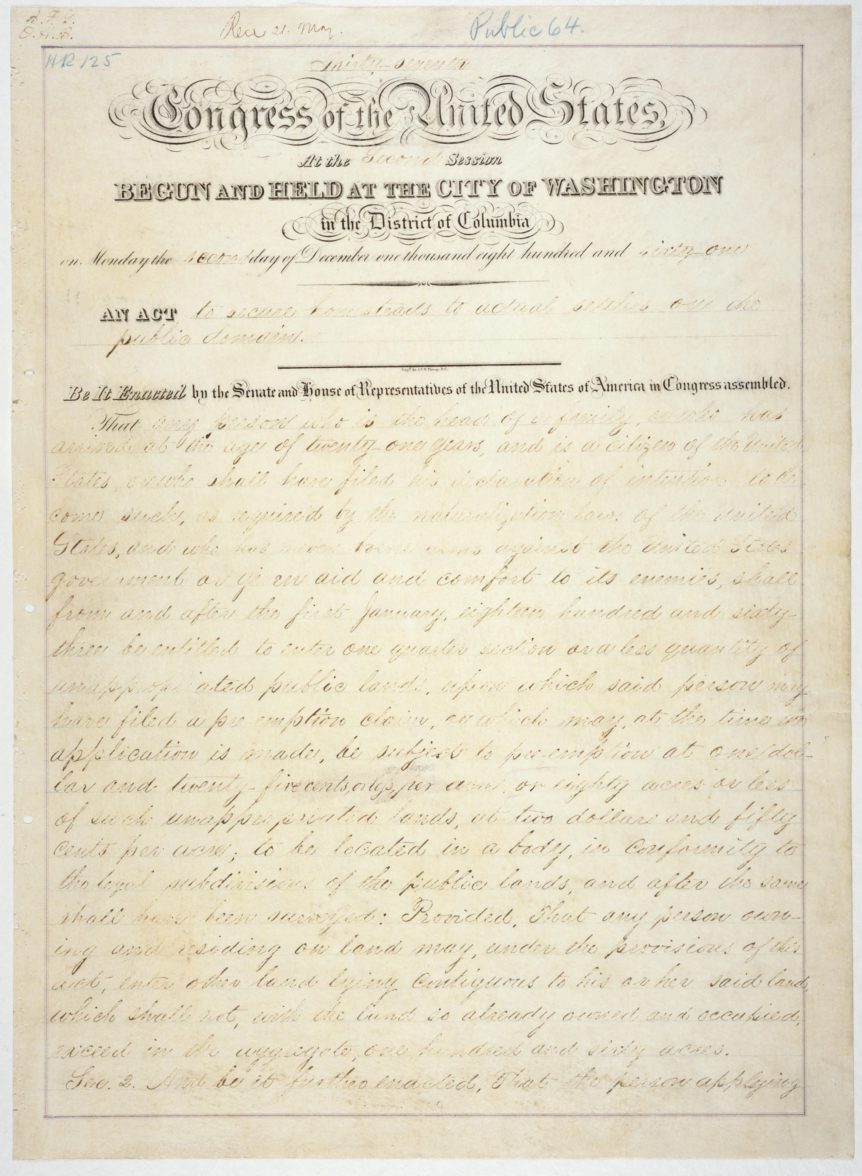 Rec 21. May.
Public 64.
HR 125
Thirty-seventh
Congress of the United States,
At the Second Session
BEGUN AND HELD AT THE CITY OF WASHINGTON
in the District of Columbia
on Monday the second day of December one thousand eight hundred and sixty-one
AN ACT to secure homesteads to actual settlers on the
public domain.
Be It Enacted by the Senate and House of Representatives of the United States of America in Congress assembled.
That any person who is the head of a family, or who has
arrived at the age of twenty-one years, and is a citizen of the United
States, or who shall have filed his declaration of intention to be
come such, as required by the naturalization laws of the United
States, and who has never borne arms against the United States
government or given aid and comfort to its enemies, shall
from and after the first January, eighteen hundred and sixty-
three be entitled to enter one quarter section or a less quantity of
unappropriated public lands, upon which said person may
have filed a pre emption claim, or which may, at the time
application is made, be subject to pre-emption at one dol-
lar and twenty-five cents or less, per acre; or eighty acres or less
of such unappropriated lands, at two dollars and fifty
cents per acre; to be located in a body, in conformity to
the legal subdivisions of the public lands, and after the same
shall have been surveyed: Provided, That any person own-
ing and residing on land may, under the provisions of this
act, enter other land lying contiguous to his or her said land,
which shall not, with the land so already owned and occupied,
exceed in the aggregate, one hundred and sixty acres.
Sec. 2. And be it further enacted, That the person applying